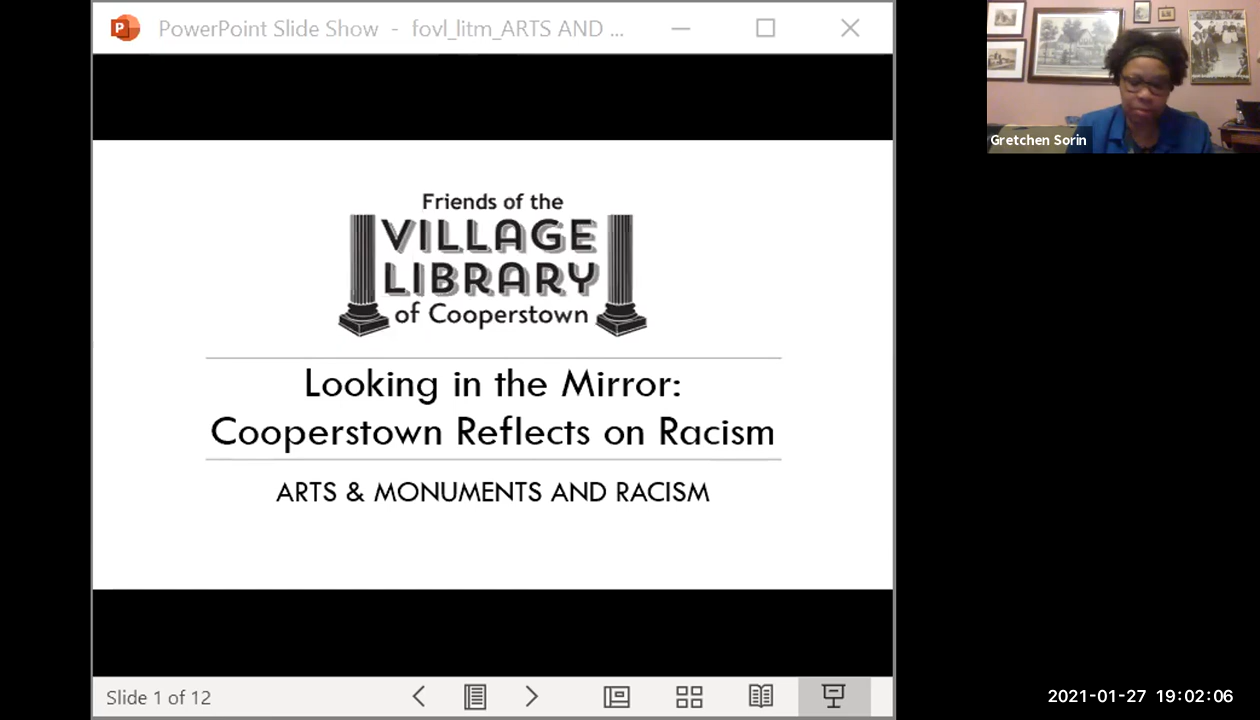 PowerPoint Slide Show - fovl_litm_ARTS AND ...
Gretchen Sorin
Friends of the
VILLAGE
LIBRARY
of Cooperstown
Looking in the Mirror:
Cooperstown Reflects on Racism
ARTS & MONUMENTS AND RACISM
Slide 1 of 12
2021-01-27 19:02:06